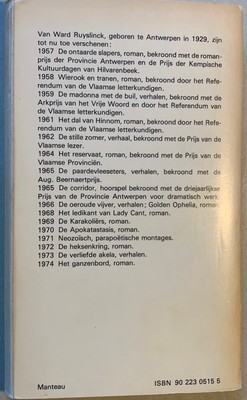 Van Ward Ruyslinck, geboren te Antwerpen in 1929, zijn
tot nu toe verschenen:
1957 De ontaarde slapers, roman, bekroond met de roman-
prijs der Provincie Antwerpen en de Prijs der Kempische
Kultuurdagen van Hilvarenbeek.
1958 Wierook en tranen, roman, bekroond door het Refe-
rendum van de Vlaamse letterkundigen.
1959 De madonna met de buil, verhalen, bekroond met de
Arkprijs van het Vrije Woord en door het Referendum van
de Vlaamse letterkundigen.
1961 Het dal van Hinnom, roman, bekroond door het Refe-
rendum van de Vlaamse letterkundigen.
1962 De stille zomer, verhaal, bekroond met de Prijs van de
Vlaamse lezer.
1964 Het reservaat, roman, bekroond met de Prijs van de
Vlaamse Provinciën.
1965 De paardevleeseters, verhalen, bekroond met de
Aug. Beernaertprijs.
1965 De corridor, hoorspel bekroond met de driejaarlijkse
Prijs van de Provincie Antwerpen voor dramatisch werk.
1966 De oeroude vijver, verhalen; Golden Ophelia, roman.
1968 Het ledikant van Lady Cant, roman.
1969 De Karakoliërs, roman.
1970 De Apokatastasis, roman.
1971 Neozoïsch, parapoëtische montages.
1972 De heksenkring, roman.
1973 De verliefde akela, verhalen.
1974 Het ganzenbord, roman.
Manteau
ISBN 90 223 0515 5